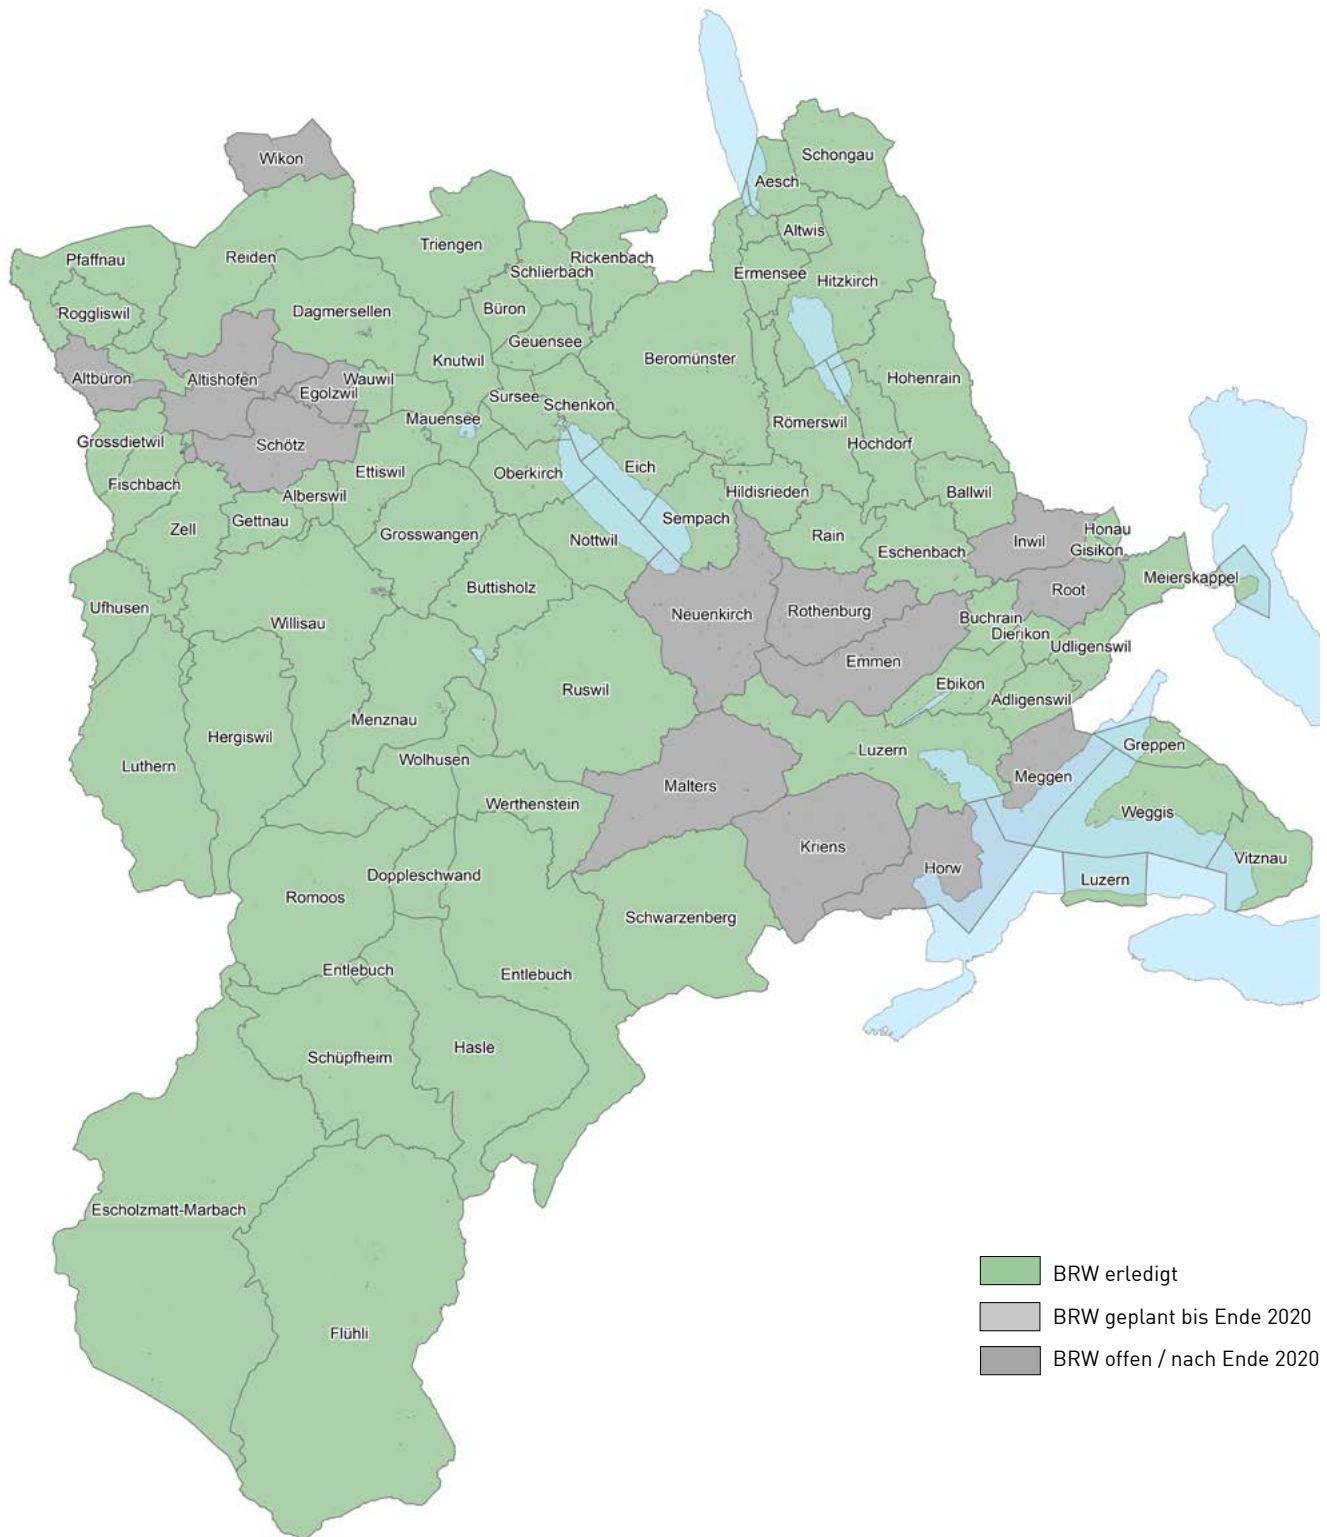 Wikon
Schongau
Aesch
Altwis
Triengen
Pfaffnau
Reiden
Rickenbach
Schlierbach
Ermensee
Hitzkirch
Roggliswil
Dagmersellen
Büron
Geuensee
Knutwil
Beromünster
Altbüron
Altishofen
Wauwil
Egolzwil
Hohenrain
Sursee
Schenkon
Mauensee
Römerswil
Grossdietwil
Schötz
Hochdorf
Ettiswil
Oberkirch
Eich
Fischbach
Alberswil
Hildisrieden
Ballwil
Gettnau
Sempach
Zell
Grosswangen
Nottwil
Rain
Eschenbach
Inwil
Honau
Gisikon
Meierskappel
Ufhusen
Buttisholz
Root
Willisau
Neuenkirch
Rothenburg
Buchrain
Dierikon
Udligenswil
Emmen
Ebikon
Ruswil
Adligenswil
Menznau
Hergiswil
Luzern
Greppen
Luthern
Wolhusen
Meggen
Malters
Werthenstein
Weggis
Kriens
Vitznau
Doppleschwand
Horw
Luzern
Romoos
Schwarzenberg
Entlebuch
Entlebuch
Schüpfheim
Hasle
Escholzmatt-Marbach
Flühli
BRW erledigt
BRW geplant bis Ende 2020
BRW offen / nach Ende 2020